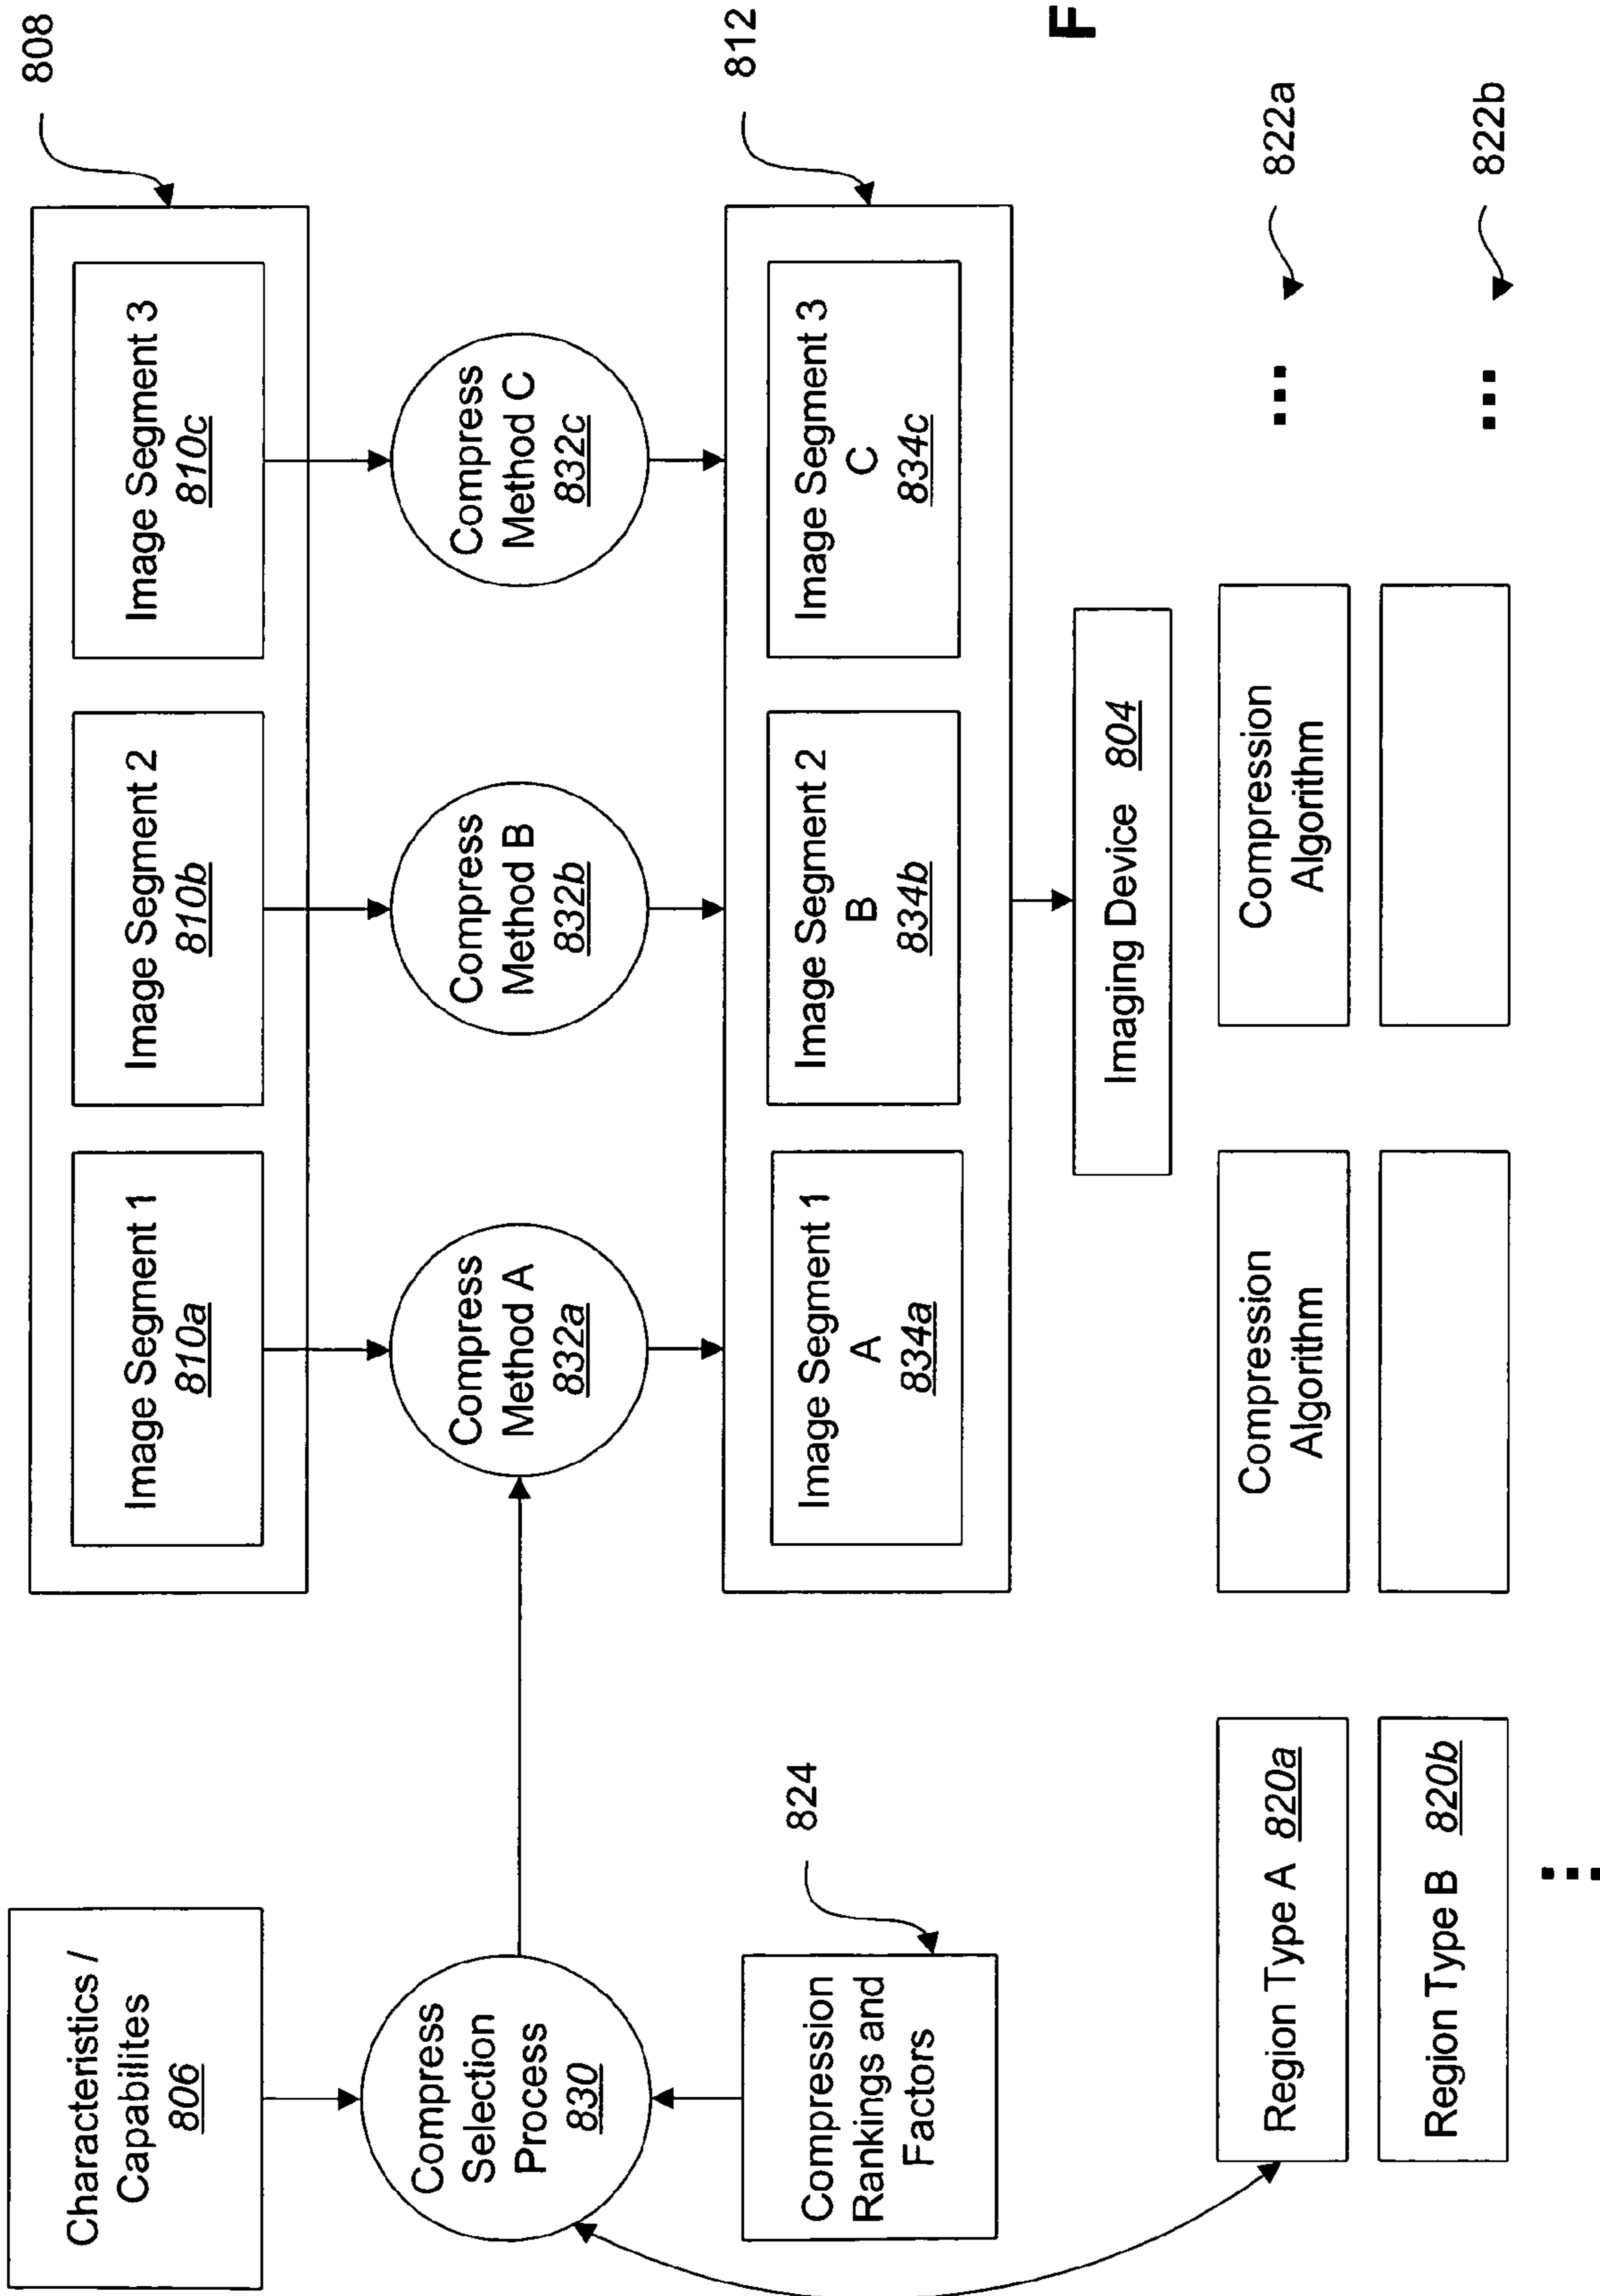 808
Characteristics /
Capabilites
806
Image Segment 1
810a
Image Segment 2
810b
Image Segment 3
810c
Compress
Selection
Process
830
Compress
Method A
832a
Compress
Method B
832b
Compress
Method C
832c
812
824
Compression
Rankings and
Factors
Image Segment 1
A
834a
Image Segment 2
B
834b
Image Segment 3
C
834c
F
Imaging Device 804
Region Type A 820a
Compression
Algorithm
Compression
Algorithm
...
822a
Region Type B 820b
...
822b
...